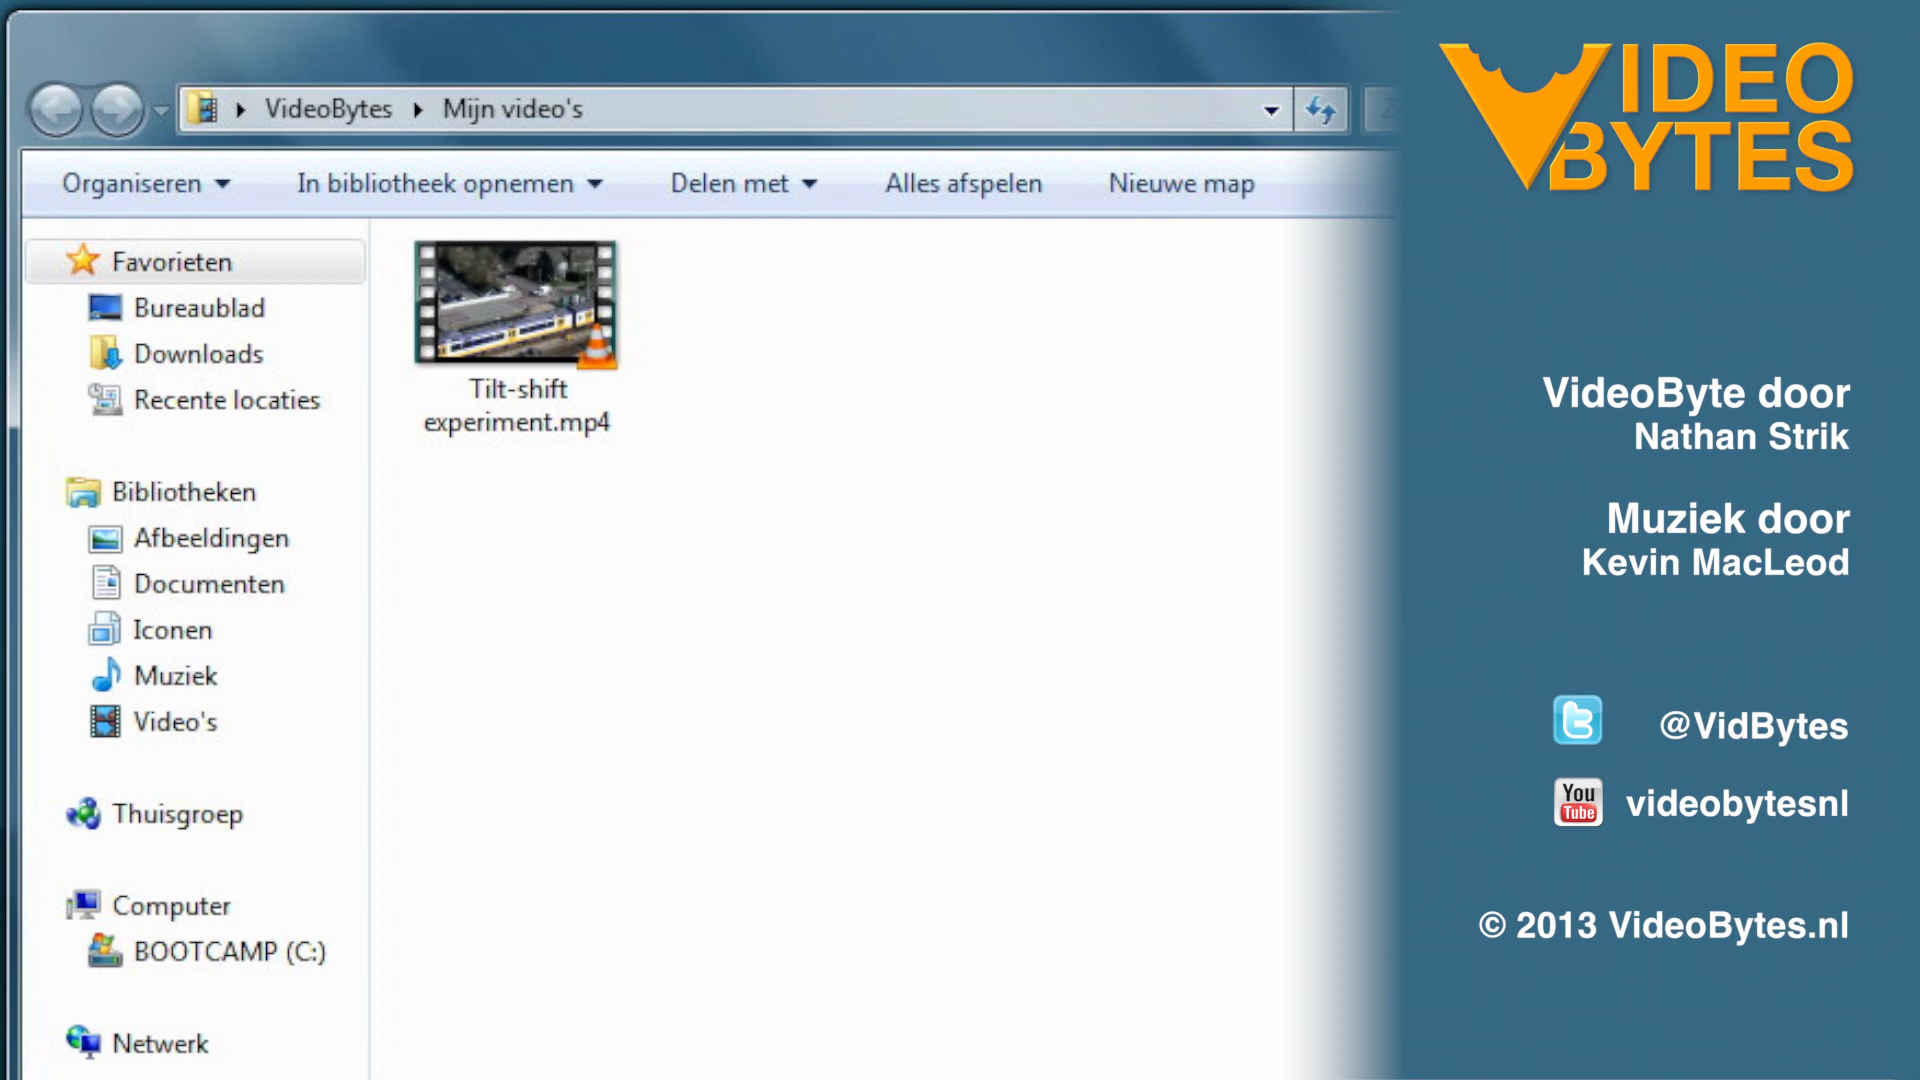 VideoBytes Mijn video's
Organiseren In bibliotheek opnemen Delen met Alles afspelen Nieuwe map
Favorieten
Bureaublad
Downloads
Recente locaties
Bibliotheken
Afbeeldingen
Documenten
Iconen
Muziek
Video's
Thuisgroep
Computer
BOOTCAMP (C:)
Netwerk
Tilt-shift
experiment.mp4
VIDEO
BYTES
VideoByte door
Nathan Strik
Muziek door
Kevin MacLeod
@VidBytes
You
Tube
videobytesnl
© 2013 VideoBytes.nl